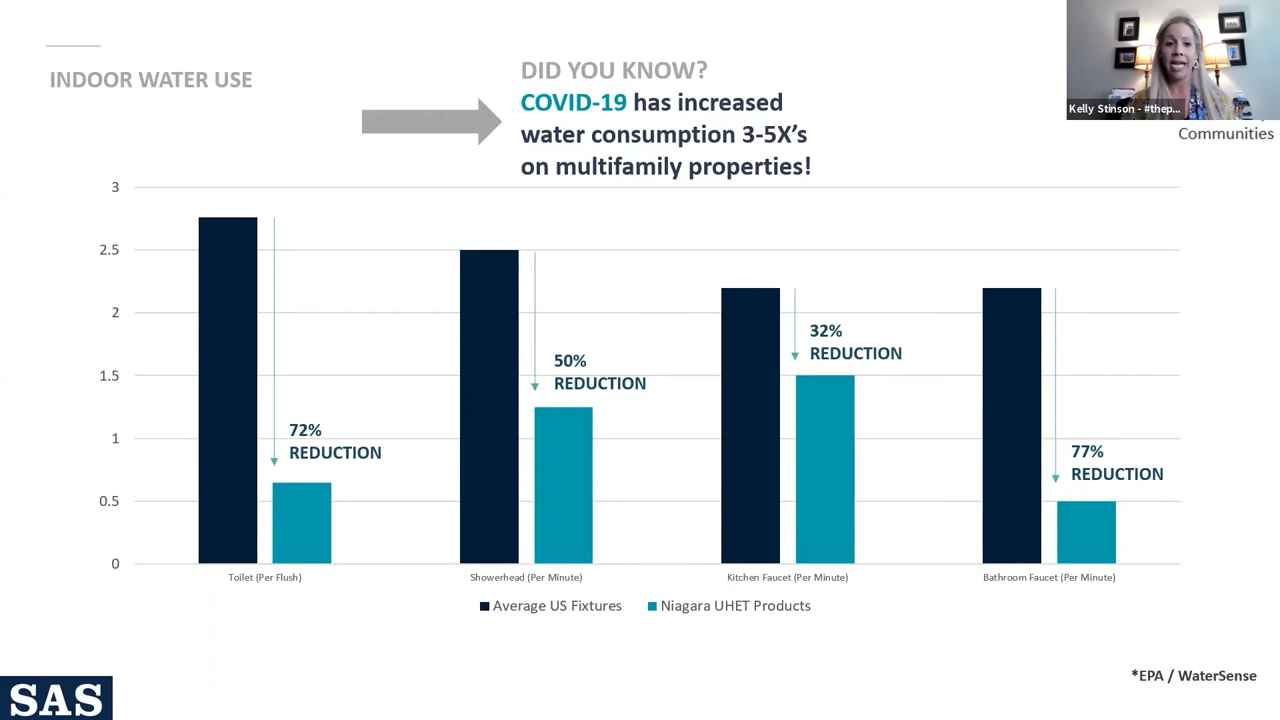 INDOOR WATER USE
DID YOU KNOW?
COVID-19 has increased
water consumption 3-5X's
on multifamily properties!
Kelly Stinson - #thep...
Communities
3
2.5
2
1.5
1
0.5
0
72%
REDUCTION
50%
REDUCTION
32%
REDUCTION
77%
REDUCTION
Toilet (Per Flush)
Showerhead (Per Minute)
Kitchen Faucet (Per Minute)
Bathroom Faucet (Per Minute)
Average US Fixtures
Niagara UHET Products
*EPA / WaterSense
SAS